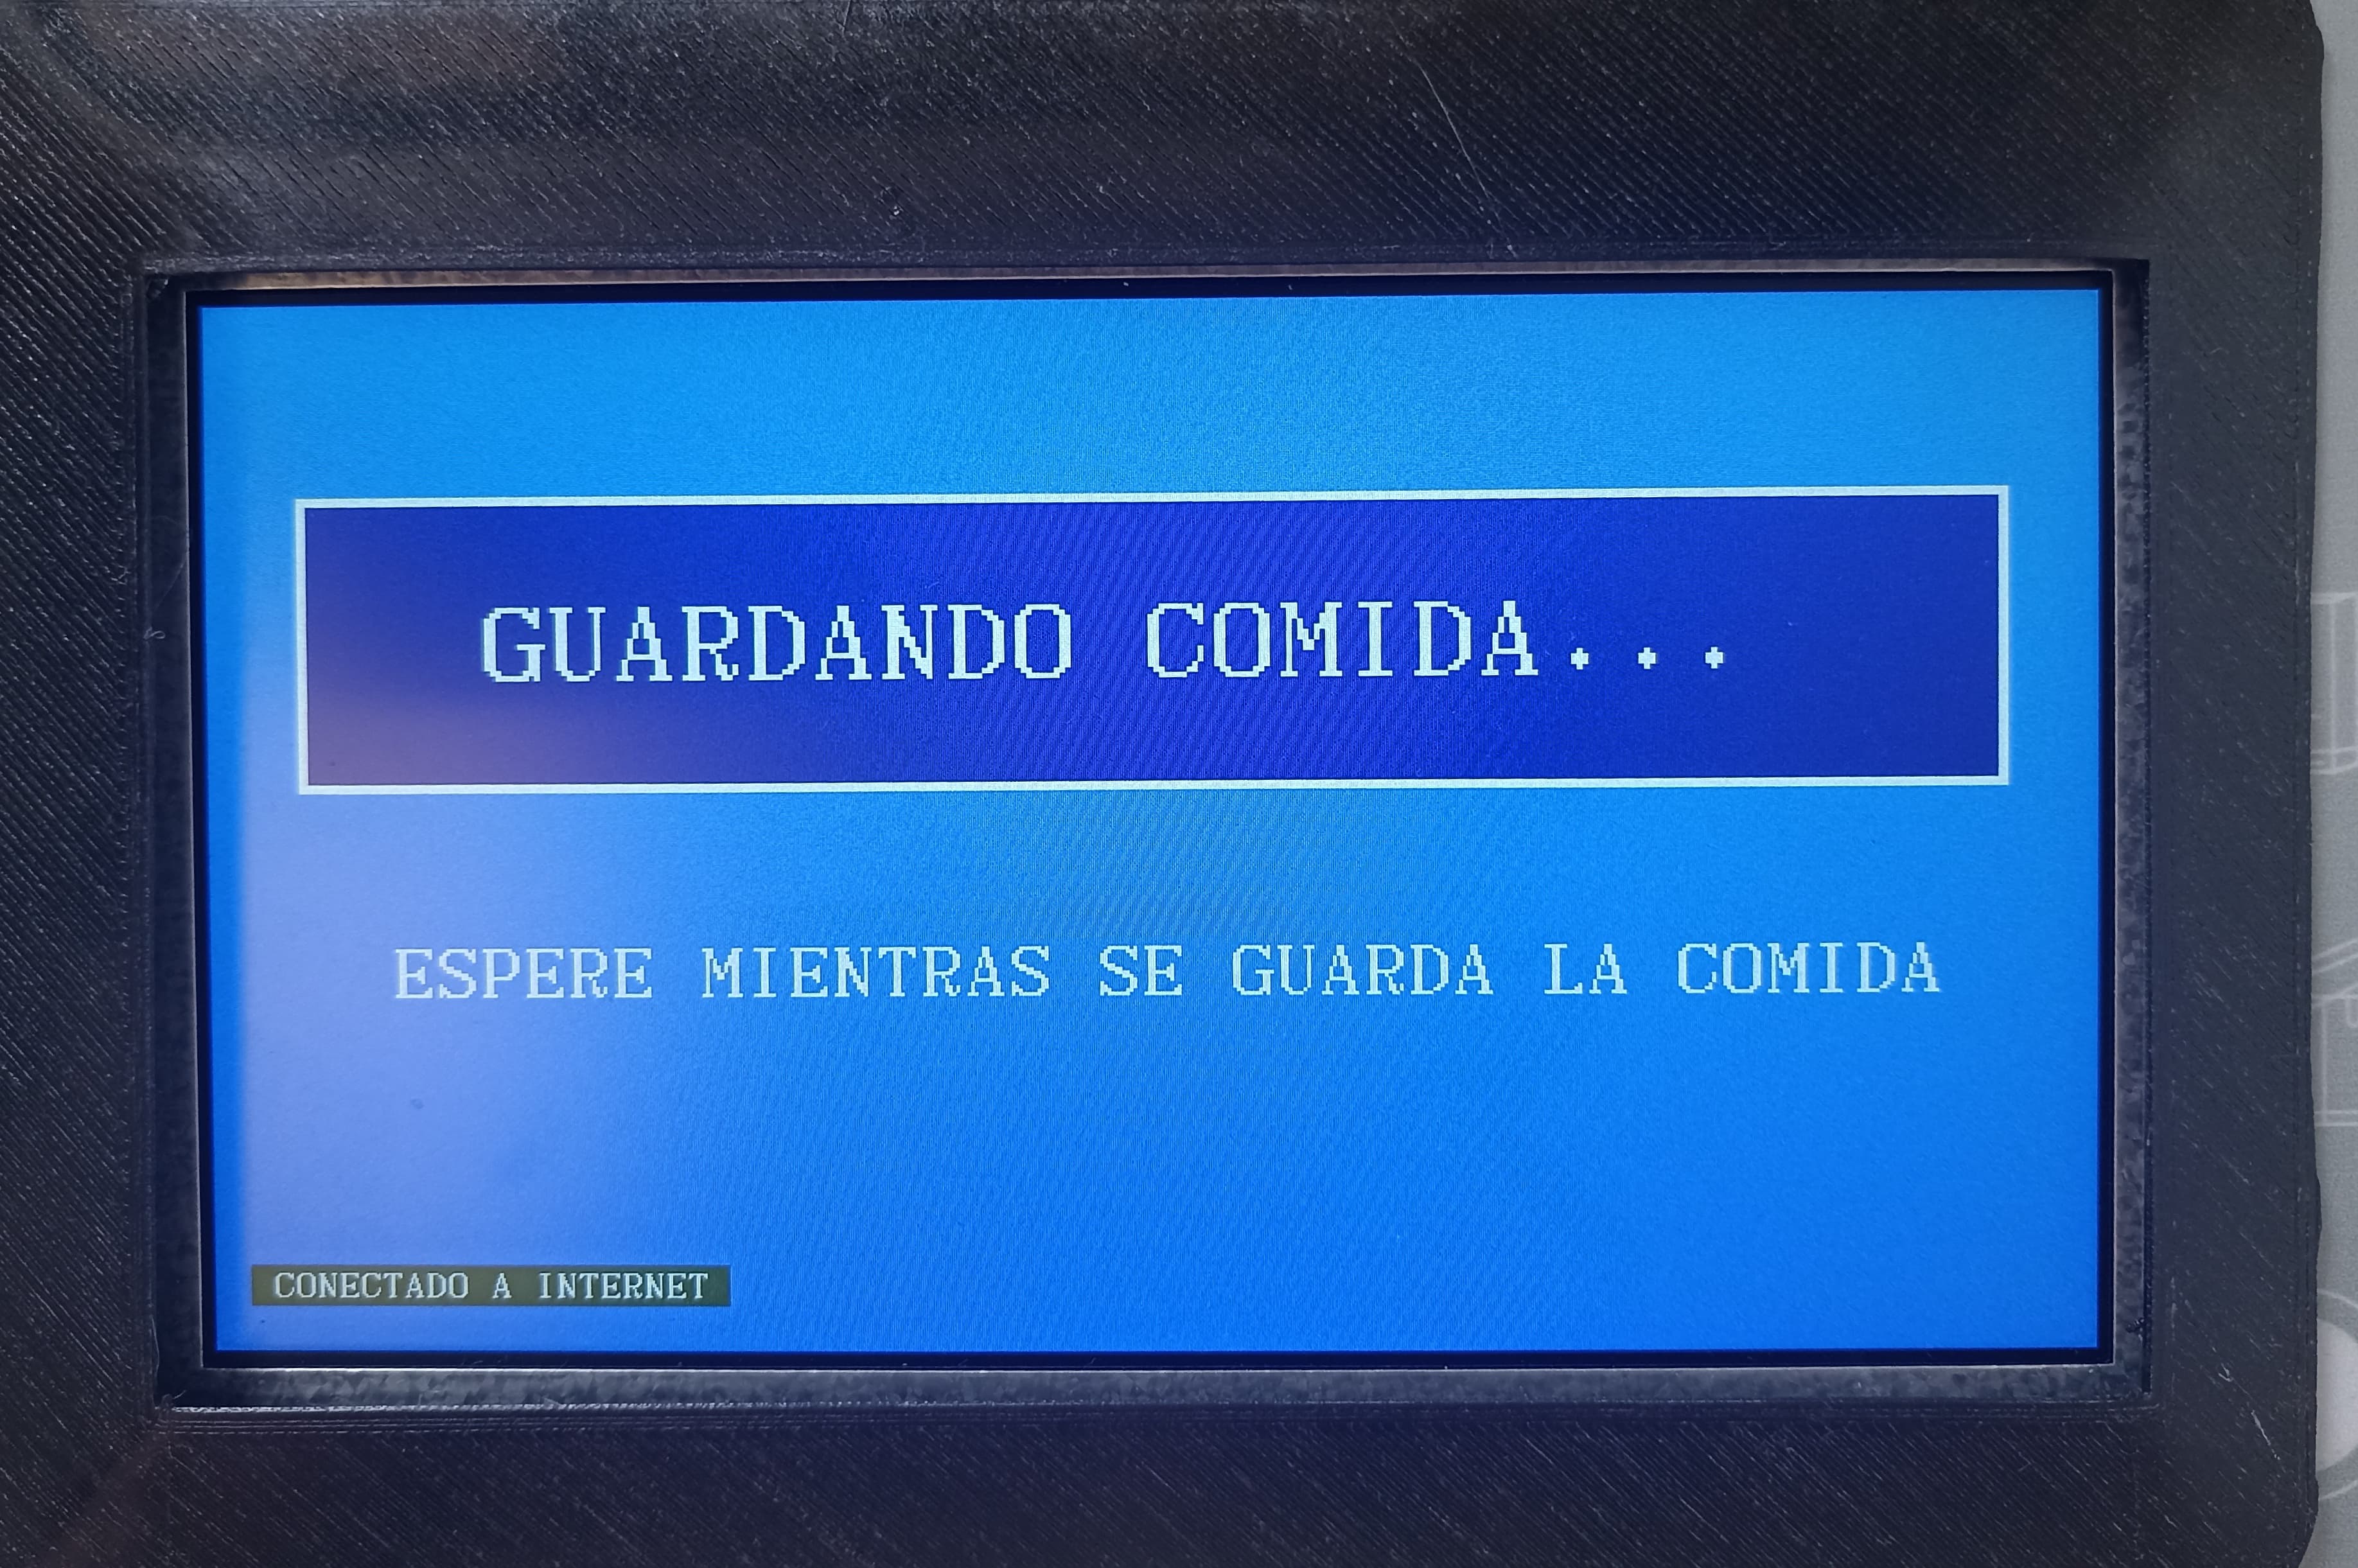 GUARDANDO COMIDA...
ESPERE MIENTRAS SE GUARDA LA COMIDA
CONECTADO A INTERNET